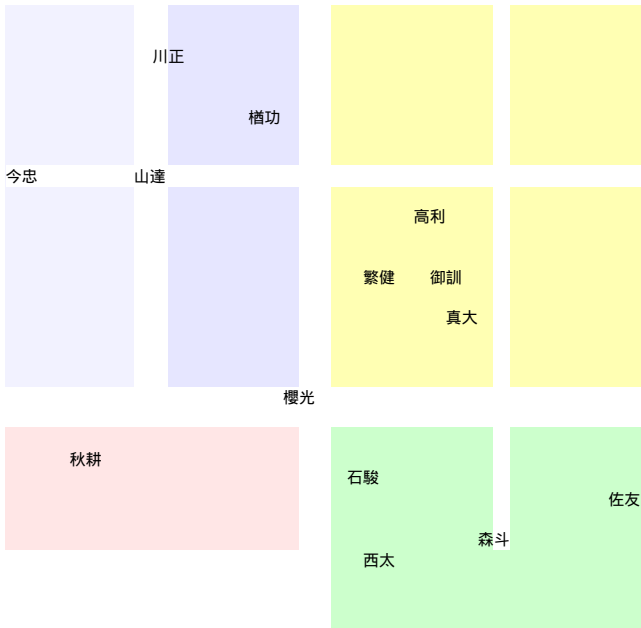 川正
楢功
今忠
山達
高利
繁健
御訓
真大
櫻光
秋耕
石駿
佐友
森斗
西太